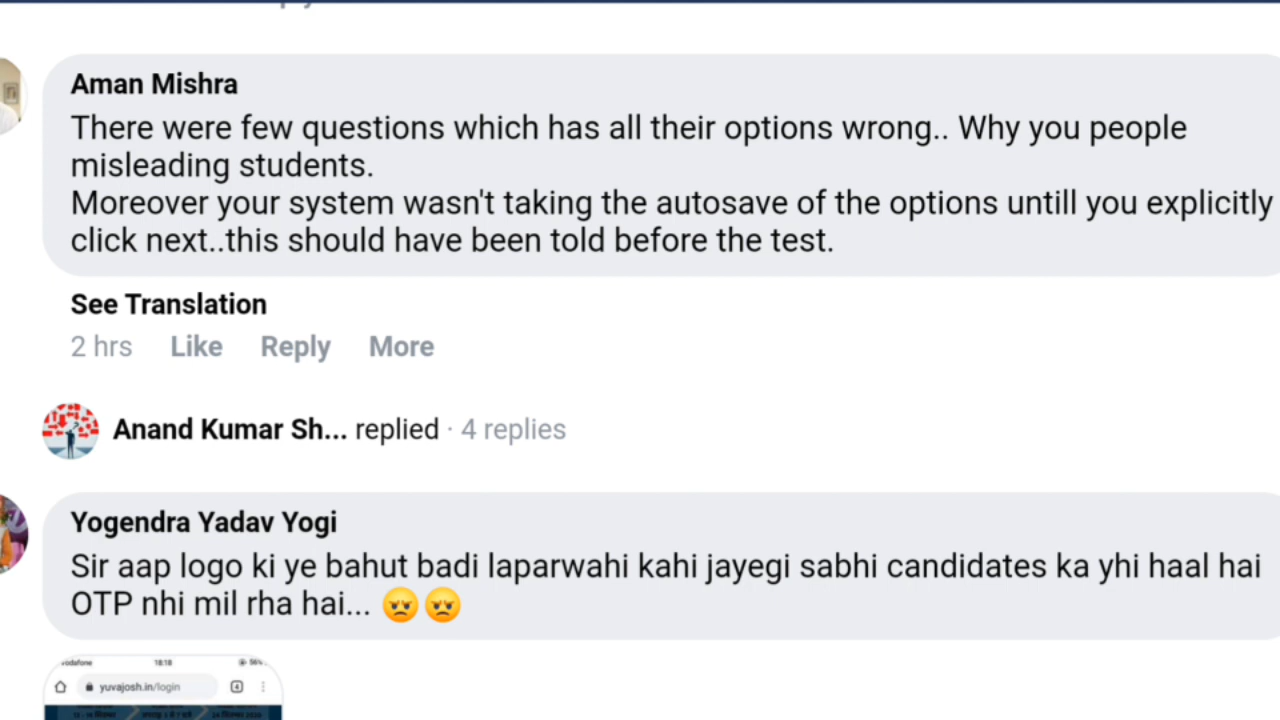 Aman Mishra
There were few questions which has all their options wrong.. Why you people
misleading students.
Moreover your system wasn't taking the autosave of the options untill you explicitly
click next..this should have been told before the test.
See Translation
2 hrs Like Reply More
Anand Kumar Sh... replied · 4 replies
Yogendra Yadav Yogi
Sir aap logo ki ye bahut badi laparwahi kahi jayegi sabhi candidates ka yhi haal hai
OTP nhi mil rha hai... 😠😠
vodafone 18:18 56%
yuvajosh.in/login 4